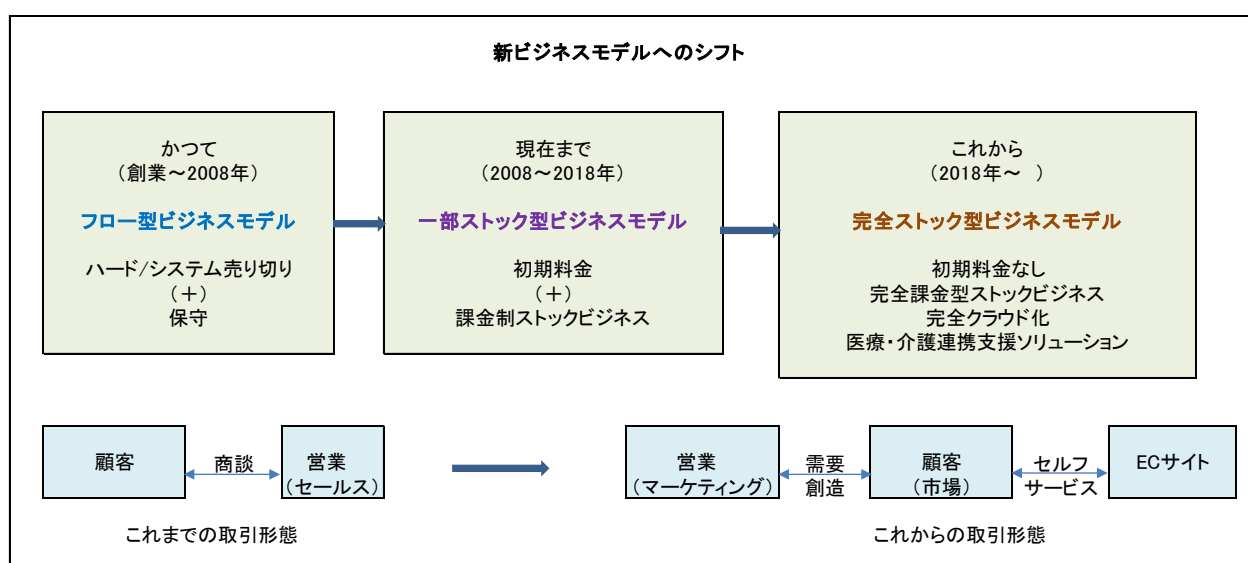 新ビジネスモデルへのシフト
かつて
（創業～2008年）
フロー型ビジネスモデル
ハード/システム売り切り
（＋）
保守
現在まで
（2008～2018年）
一部ストック型ビジネスモデル
初期料金
（＋）
課金制ストックビジネス
これから
（2018年～　）
完全ストック型ビジネスモデル
初期料金なし
完全課金型ストックビジネス
完全クラウド化
医療・介護連携支援ソリューション
顧客
商談
営業
（セールス）
これまでの取引形態
営業
（マーケティング）
需要
創造
顧客
（市場）
セルフ
サービス
ECサイト
これからの取引形態